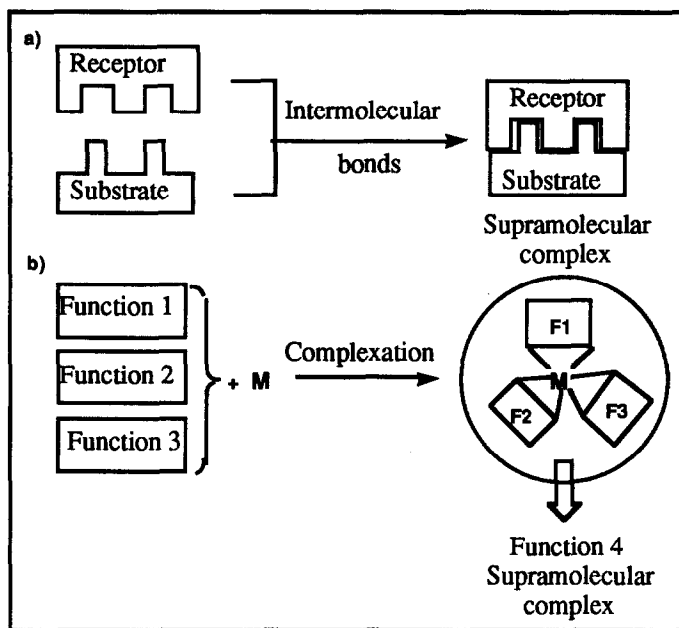 a)
Receptor
Substrate
Intermolecular
bonds
Receptor
Substrate
Supramolecular
complex
b)
Function 1
Function 2
Function 3
+ M
Complexation
F1
M
F2
F3
Function 4
Supramolecular
complex